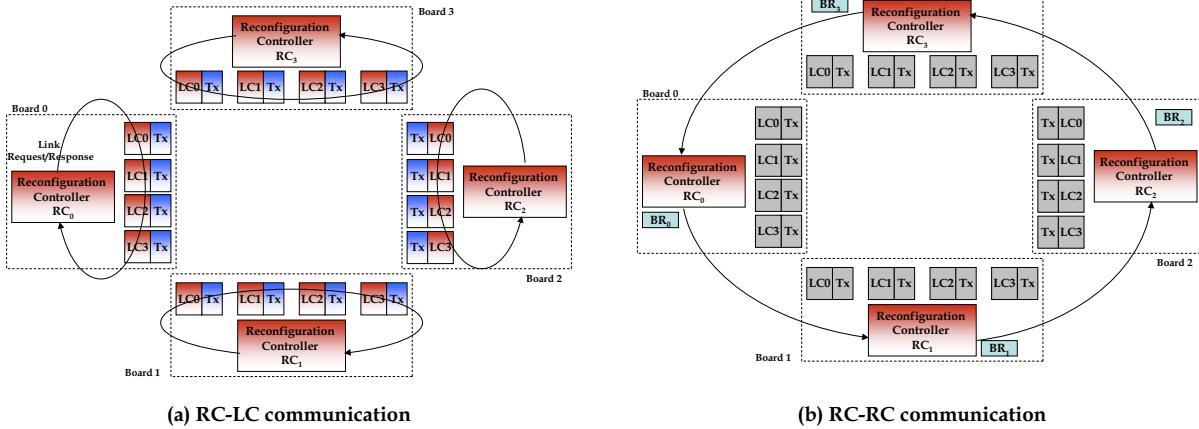 Board 3
Reconfiguration
Controller
RC3
LC0 Tx LC1 Tx LC2 Tx LC3 Tx
Board 0
Link
Request/Response
Reconfiguration
Controller
RC0
LC0 Tx
LC1 Tx
LC2 Tx
LC3 Tx
Tx LC0
Tx LC1
Tx LC2
Tx LC3
Reconfiguration
Controller
RC2
Board 2
LC0 Tx LC1 Tx LC2 Tx LC3 Tx
Reconfiguration
Controller
RC1
Board 1
(a) RC-LC communication
BR3
Board 3
Reconfiguration
Controller
RC3
LC0 Tx LC1 Tx LC2 Tx LC3 Tx
Board 0
Reconfiguration
Controller
RC0
BR0
LC0 Tx
LC1 Tx
LC2 Tx
LC3 Tx
BR2
Tx LC0
Tx LC1
Tx LC2
Tx LC3
Reconfiguration
Controller
RC2
Board 2
LC0 Tx LC1 Tx LC2 Tx LC3 Tx
Reconfiguration
Controller
RC1
BR1
Board 1
(b) RC-RC communication